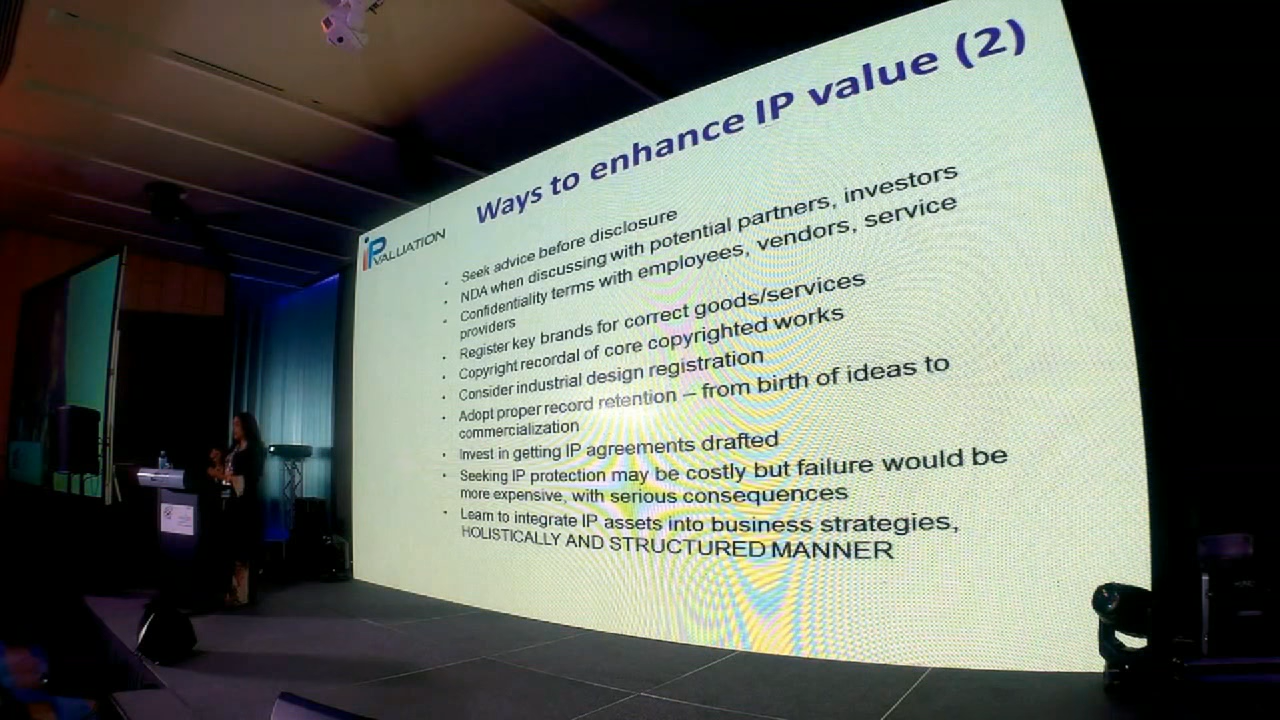 Ways to enhance IP value (2)
IP VALUATION
• Seek advice before disclosure
• NDA when discussing with potential partners, investors
• Confidentiality terms with employees, vendors, service
providers
• Register key brands for correct goods/services
• Copyright recordal of core copyrighted works
• Consider industrial design registration
• Adopt proper record retention – from birth of ideas to
commercialization
• Invest in getting IP agreements drafted
• Seeking IP protection may be costly but failure would be
more expensive, with serious consequences
• Learn to integrate IP assets into business strategies,
HOLISTICALLY AND STRUCTURED MANNER